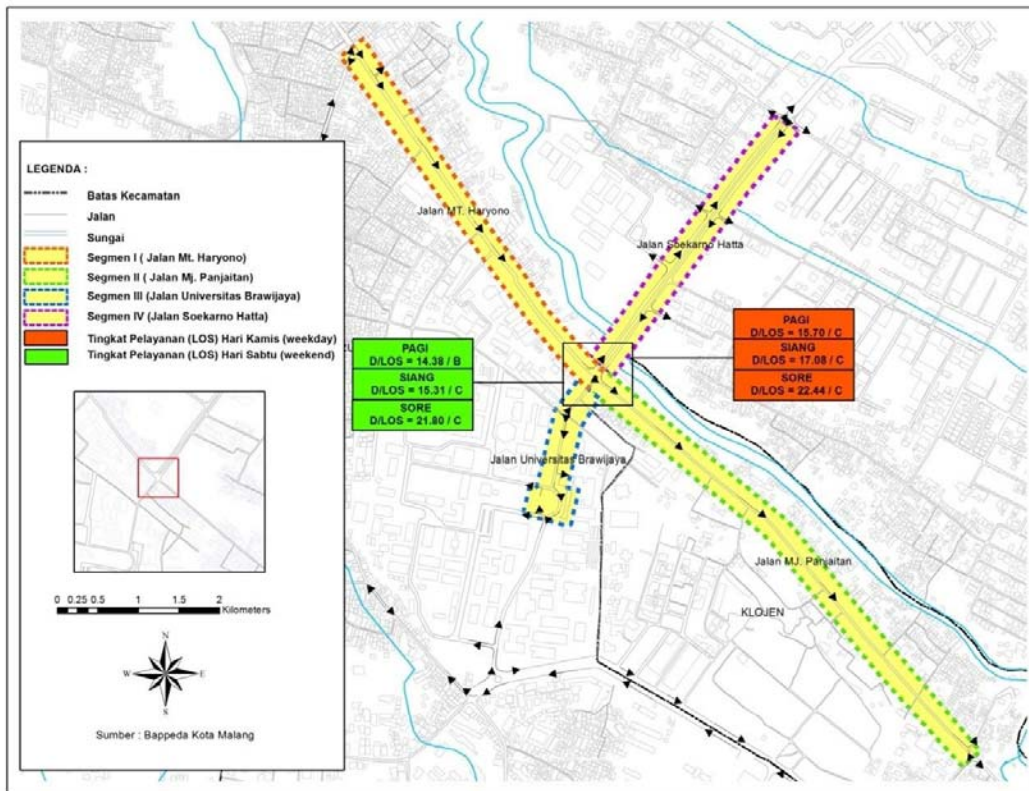 LEGENDA :
Batas Kecamatan
Jalan
Sungai
Segmen I ( Jalan Mt. Haryono)
Segmen II ( Jalan Mj. Panjaitan)
Segmen III (Jalan Universitas Brawijaya)
Segmen IV (Jalan Soekarno Hatta)
Tingkat Pelayanan (LOS) Hari Kamis (weekday)
Tingkat Pelayanan (LOS) Hari Sabtu (weekend)
0 0.25 0.5 1 1.5 2
Kilometers
N
W
E
S
Sumber : Bappeda Kota Malang
Jalan MT. Haryono
Jalan Soekarno Hatta
PAGI
D/LOS = 14.38 / B
SIANG
D/LOS = 15.31 / C
SORE
D/LOS = 21.80 / C
PAGI
D/LOS = 15.70 / C
SIANG
D/LOS = 17.08 / C
SORE
D/LOS = 22.44 / C
Jalan Universitas Brawijaya
Jalan MJ. Panjaitan
KLOJEN